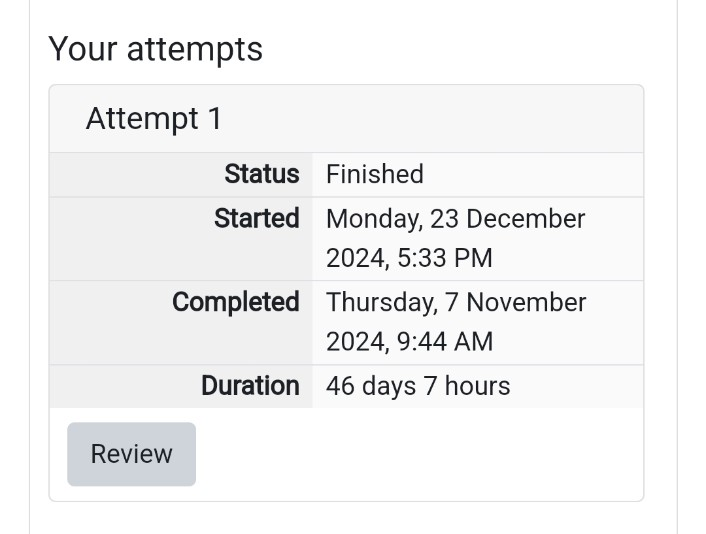 Your attempts
Attempt 1
Status Finished
Started Monday, 23 December
2024, 5:33 PM
Completed Thursday, 7 November
2024, 9:44 AM
Duration 46 days 7 hours
Review